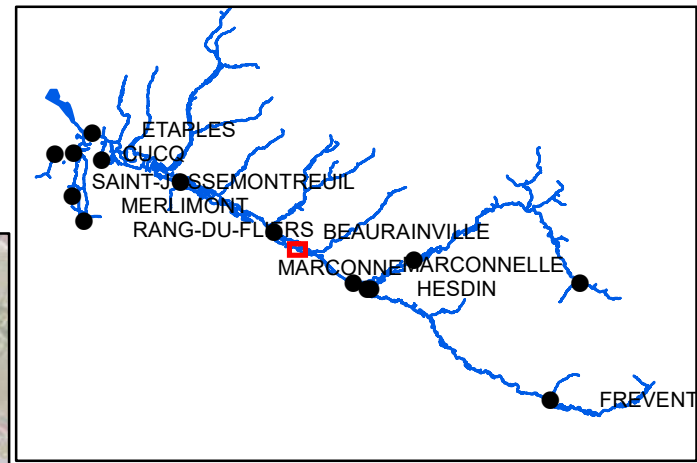 ETAPLES
CUCQ
SAINT-JOSSE
MONTREUIL
MERLIMONT
RANG-DU-FLIERS
BEAURAINVILLE
MARCONNE
MARCONNELLE
HESDIN
FREVENT